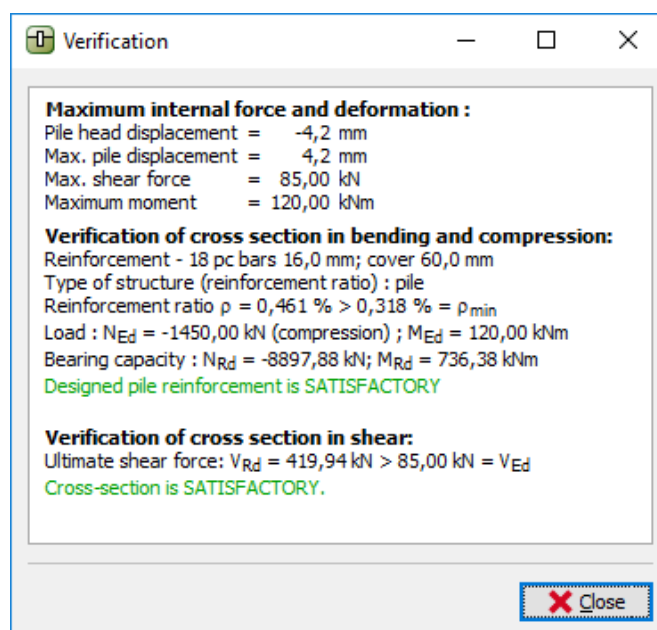 Verification
Maximum internal force and deformation :
Pile head displacement = -4,2 mm
Max. pile displacement = 4,2 mm
Max. shear force = 85,00 kN
Maximum moment = 120,00 kNm
Verification of cross section in bending and compression:
Reinforcement - 18 pc bars 16,0 mm; cover 60,0 mm
Type of structure (reinforcement ratio) : pile
Reinforcement ratio ρ = 0,461 % > 0,318 % = ρmin
Load : NEd = -1450,00 kN (compression) ; MEd = 120,00 kNm
Bearing capacity : NRd = -8897,88 kN; MRd = 736,38 kNm
Designed pile reinforcement is SATISFACTORY
Verification of cross section in shear:
Ultimate shear force: VRd = 419,94 kN > 85,00 kN = VEd
Cross-section is SATISFACTORY.
Close